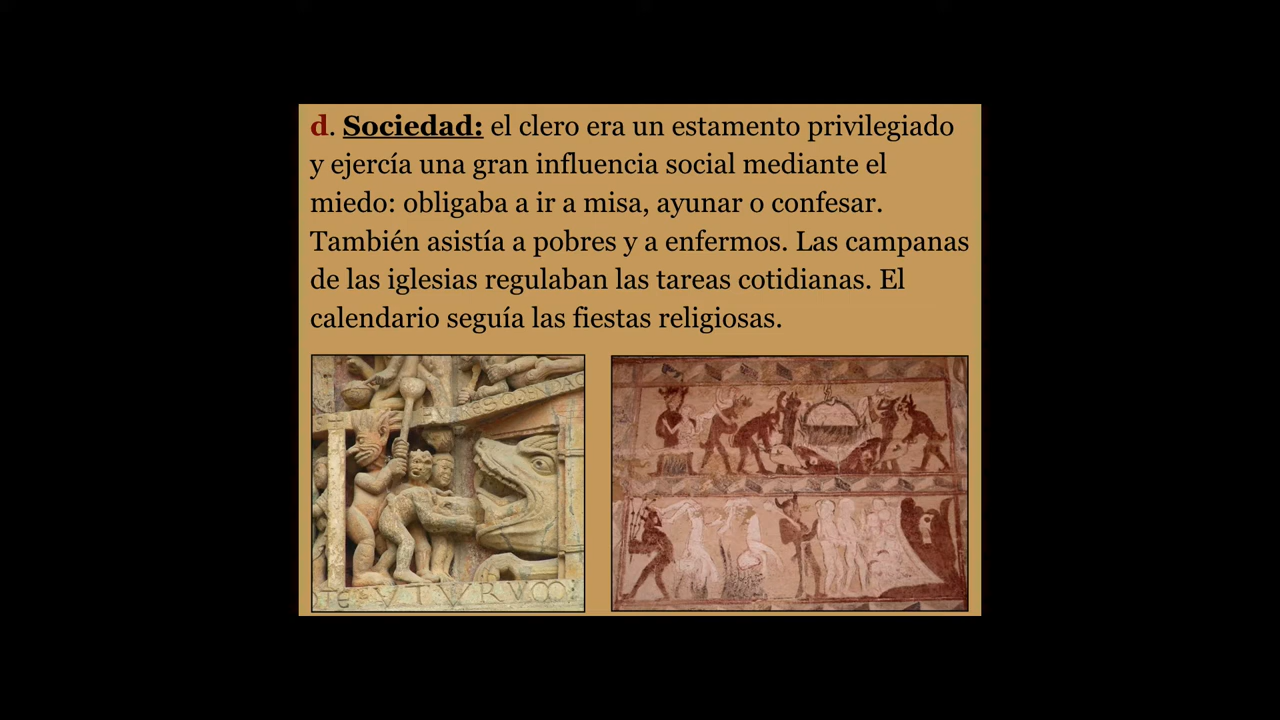 d. Sociedad: el clero era un estamento privilegiado
y ejercía una gran influencia social mediante el
miedo: obligaba a ir a misa, ayunar o confesar.
También asistía a pobres y a enfermos. Las campanas
de las iglesias regulaban las tareas cotidianas. El
calendario seguía las fiestas religiosas.